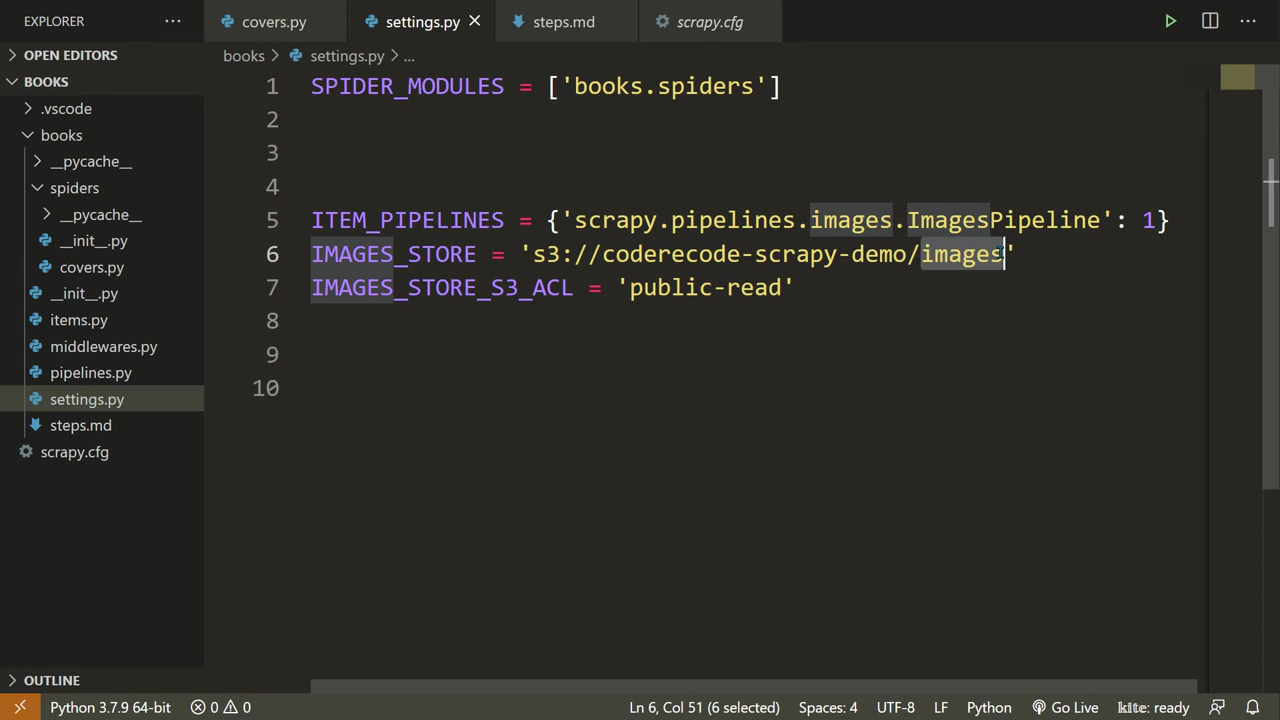 EXPLORER
covers.py
settings.py
steps.md
scrapy.cfg
OPEN EDITORS
books
settings.py
...
BOOKS
.vscode
books
__pycache__
spiders
__pycache__
__init__.py
covers.py
__init__.py
items.py
middlewares.py
pipelines.py
settings.py
steps.md
scrapy.cfg
1 SPIDER_MODULES = ['books.spiders']
2
3
4
5 ITEM_PIPELINES = {'scrapy.pipelines.images.ImagesPipeline': 1}
6 IMAGES_STORE = 's3://coderecode-scrapy-demo/images'
7 IMAGES_STORE_S3_ACL = 'public-read'
8
9
10
OUTLINE
Python 3.7.9 64-bit 0 0 Ln 6, Col 51 (6 selected) Spaces: 4 UTF-8 LF Python Go Live kite: ready